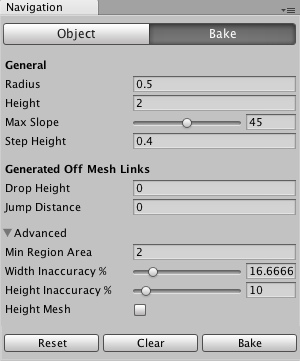 Navigation
Object Bake
General
Radius 0.5
Height 2
Max Slope 45
Step Height 0.4
Generated Off Mesh Links
Drop Height 0
Jump Distance 0
Advanced
Min Region Area 2
Width Inaccuracy % 16.6666
Height Inaccuracy % 10
Height Mesh
Reset Clear Bake